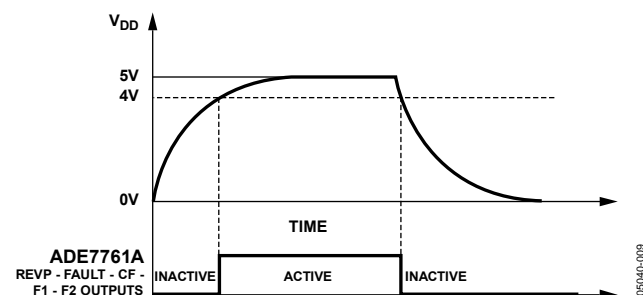 V_DD
5V
4V
0V
TIME
ADE7761A
REVP - FAULT - CF -
F1 - F2 OUTPUTS
INACTIVE
ACTIVE
INACTIVE
05040-009